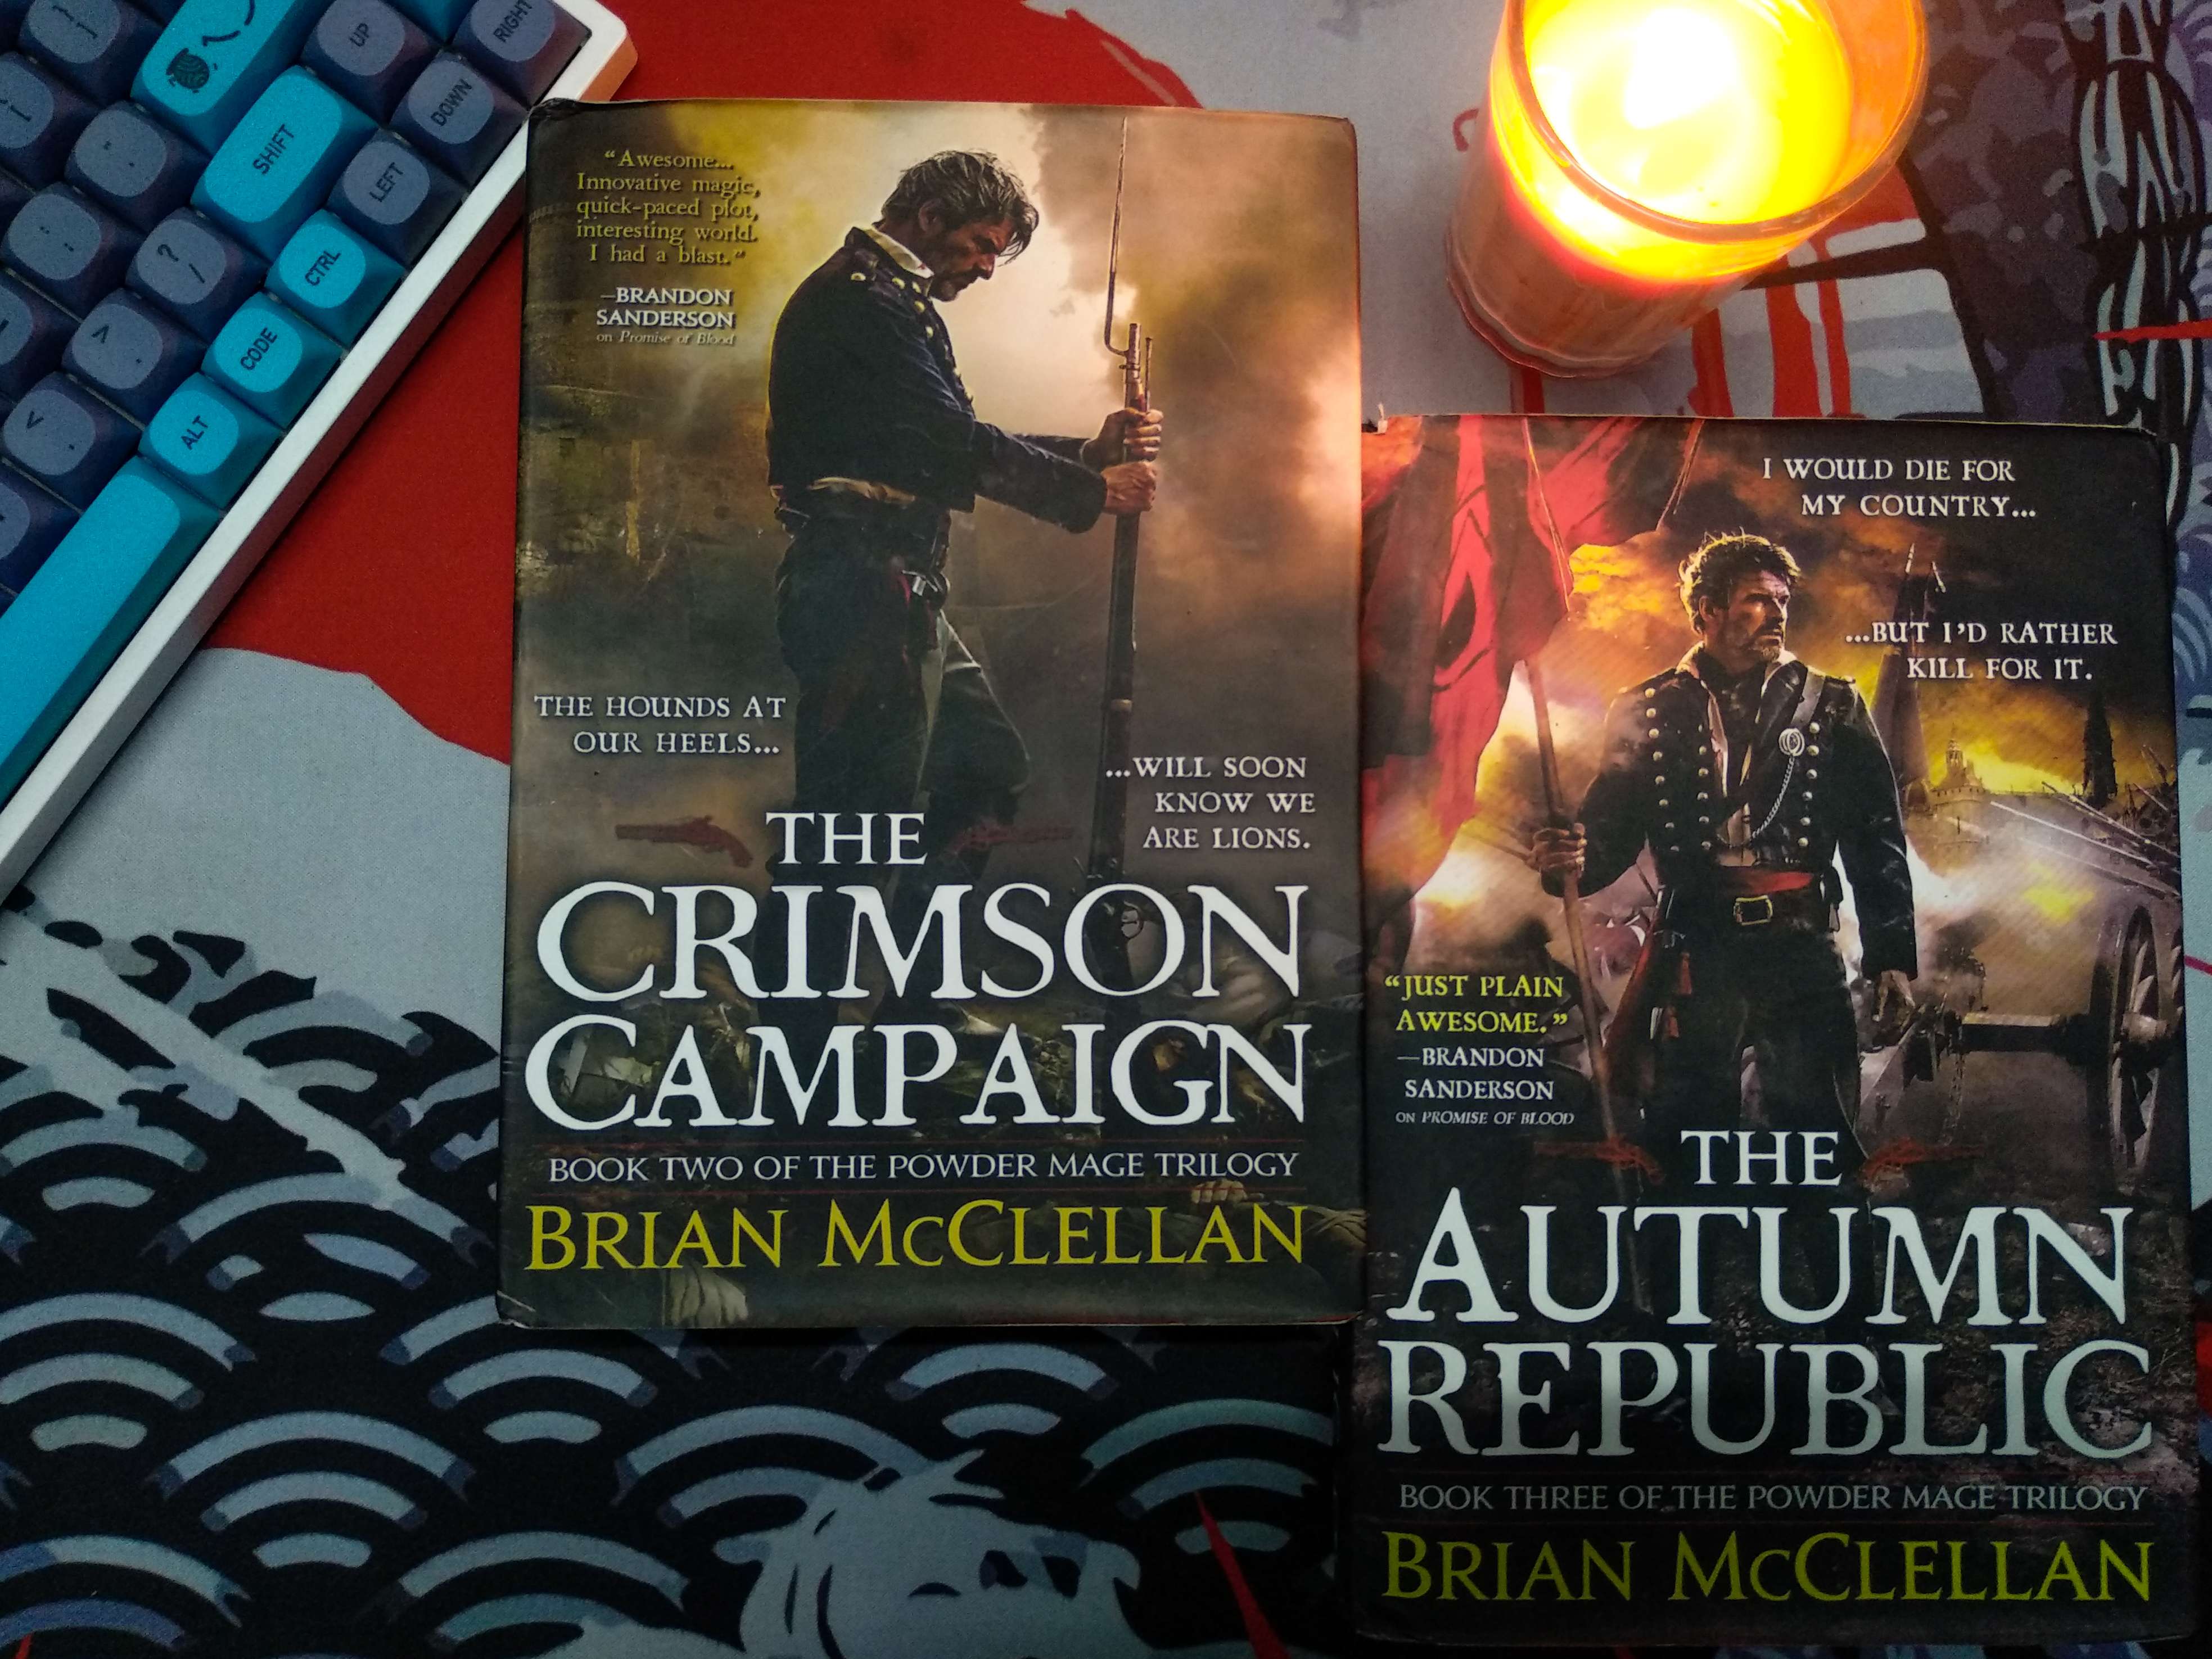 UP
RIGHT
DOWN
SHIFT
LEFT
CTRL
CODE
ALT
“Awesome...
Innovative magic,
quick-paced plot,
interesting world.
I had a blast.”
—BRANDON
SANDERSON
on Promise of Blood
THE HOUNDS AT
OUR HEELS...
...WILL SOON
KNOW WE
ARE LIONS.
THE
CRIMSON
CAMPAIGN
BOOK TWO OF THE POWDER MAGE TRILOGY
BRIAN McCLELLAN
I WOULD DIE FOR
MY COUNTRY...
...BUT I’D RATHER
KILL FOR IT.
“JUST PLAIN
AWESOME.”
—BRANDON
SANDERSON
ON PROMISE OF BLOOD
THE
AUTUMN
REPUBLIC
BOOK THREE OF THE POWDER MAGE TRILOGY
BRIAN McCLELLAN